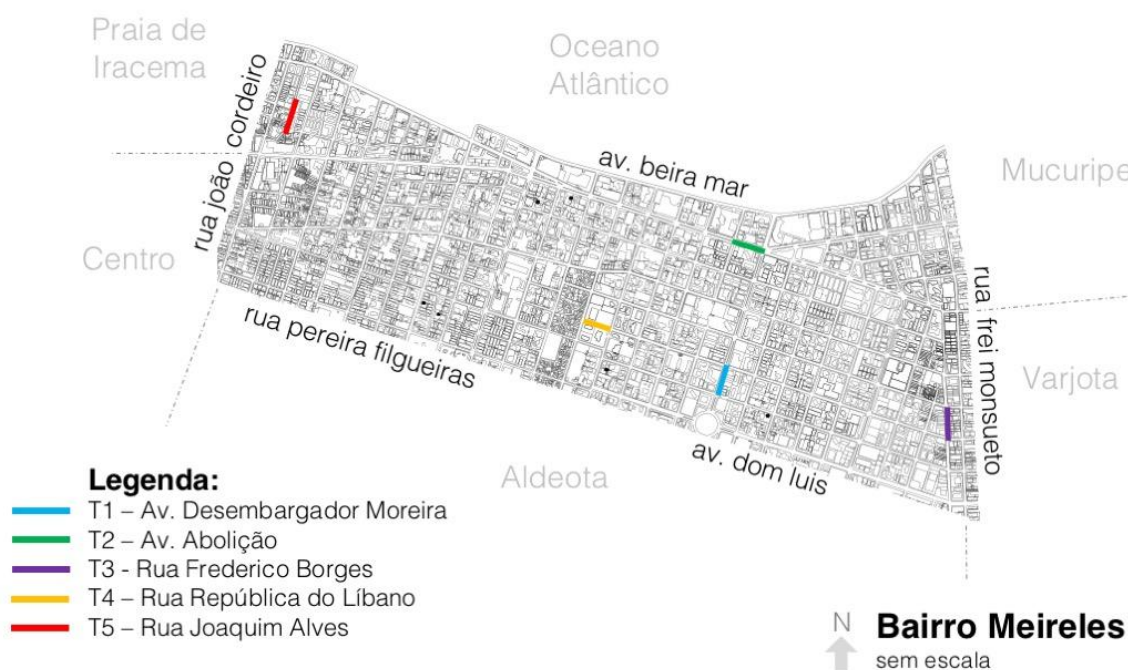 Praia de
Iracema
Oceano
Atlântico
rua joão cordeiro
av. beira mar
Mucuripe
Centro
rua pereira filgueiras
rua frei monsueto
Varjota
av. dom luis
Aldeota
Legenda:
T1 – Av. Desembargador Moreira
T2 – Av. Abolição
T3 - Rua Frederico Borges
T4 – Rua República do Líbano
T5 – Rua Joaquim Alves
N
Bairro Meireles
sem escala